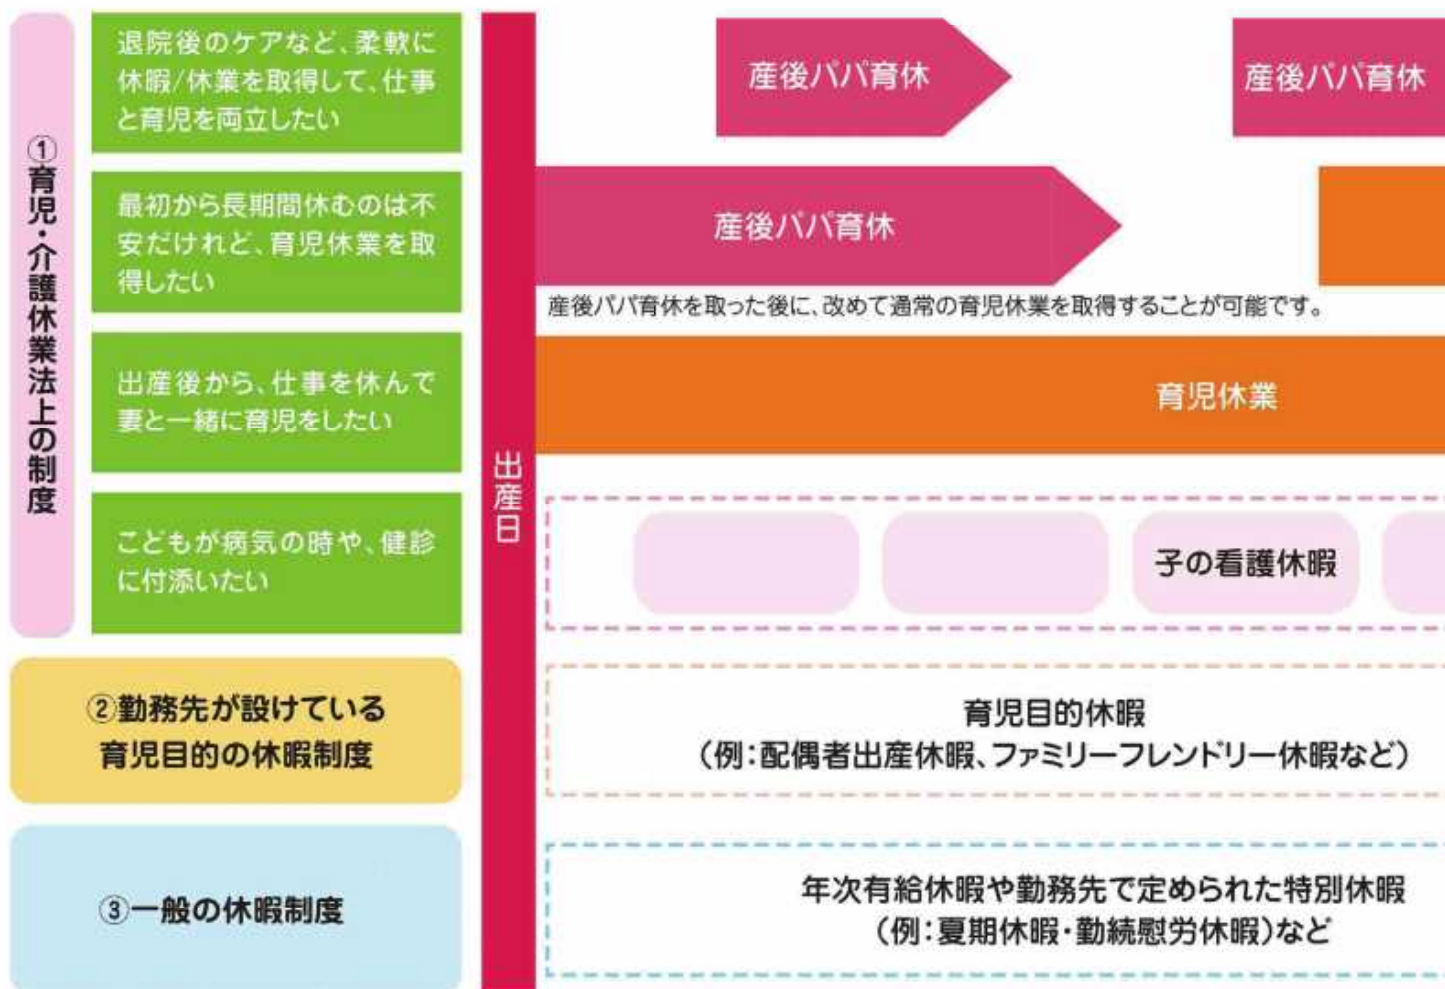 ①育児・介護休業法上の制度
退院後のケアなど、柔軟に
休暇/休業を取得して、仕事
と育児を両立したい
産後パパ育休
産後パパ育休
最初から長期間休むのは不
安だけれど、育児休業を取
得したい
産後パパ育休
産後パパ育休を取った後に、改めて通常の育児休業を取得することが可能です。
出産後から、仕事を休んで
妻と一緒に育児をしたい
育児休業
出産日
こどもが病気の時や、健診
に付添いたい
子の看護休暇
②勤務先が設けている
育児目的の休暇制度
育児目的休暇
(例:配偶者出産休暇、ファミリーフレンドリー休暇など)
③一般の休暇制度
年次有給休暇や勤務先で定められた特別休暇
(例:夏期休暇・勤続慰労休暇)など